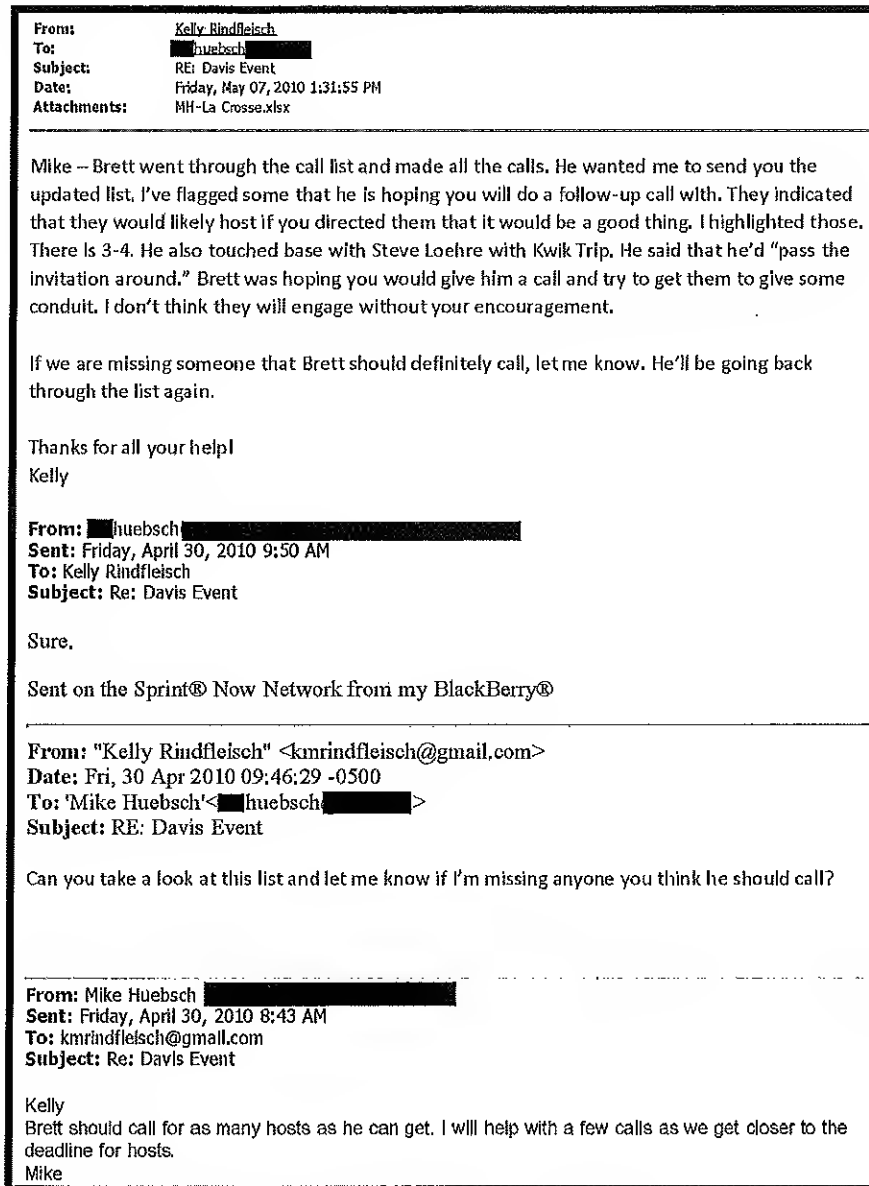 From: Kelly Rindfleisch
To: huebsch
Subject: RE: Davis Event
Date: Friday, May 07, 2010 1:31:55 PM
Attachments: MH-La Crosse.xlsx
Mike – Brett went through the call list and made all the calls. He wanted me to send you the
updated list. I've flagged some that he is hoping you will do a follow-up call with. They indicated
that they would likely host if you directed them that it would be a good thing. I highlighted those.
There is 3-4. He also touched base with Steve Loehre with Kwik Trip. He said that he'd "pass the
invitation around." Brett was hoping you would give him a call and try to get them to give some
conduit. I don't think they will engage without your encouragement.
If we are missing someone that Brett should definitely call, let me know. He'll be going back
through the list again.
Thanks for all your help!
Kelly
From: huebsch
Sent: Friday, April 30, 2010 9:50 AM
To: Kelly Rindfleisch
Subject: Re: Davis Event
Sure.
Sent on the Sprint® Now Network from my BlackBerry®
From: "Kelly Rindfleisch" <kmrindfleisch@gmail.com>
Date: Fri, 30 Apr 2010 09:46:29 -0500
To: 'Mike Huebsch'< huebsch >
Subject: RE: Davis Event
Can you take a look at this list and let me know if I'm missing anyone you think he should call?
From: Mike Huebsch
Sent: Friday, April 30, 2010 8:43 AM
To: kmrindfleisch@gmail.com
Subject: Re: Davis Event
Kelly
Brett should call for as many hosts as he can get. I will help with a few calls as we get closer to the
deadline for hosts.
Mike